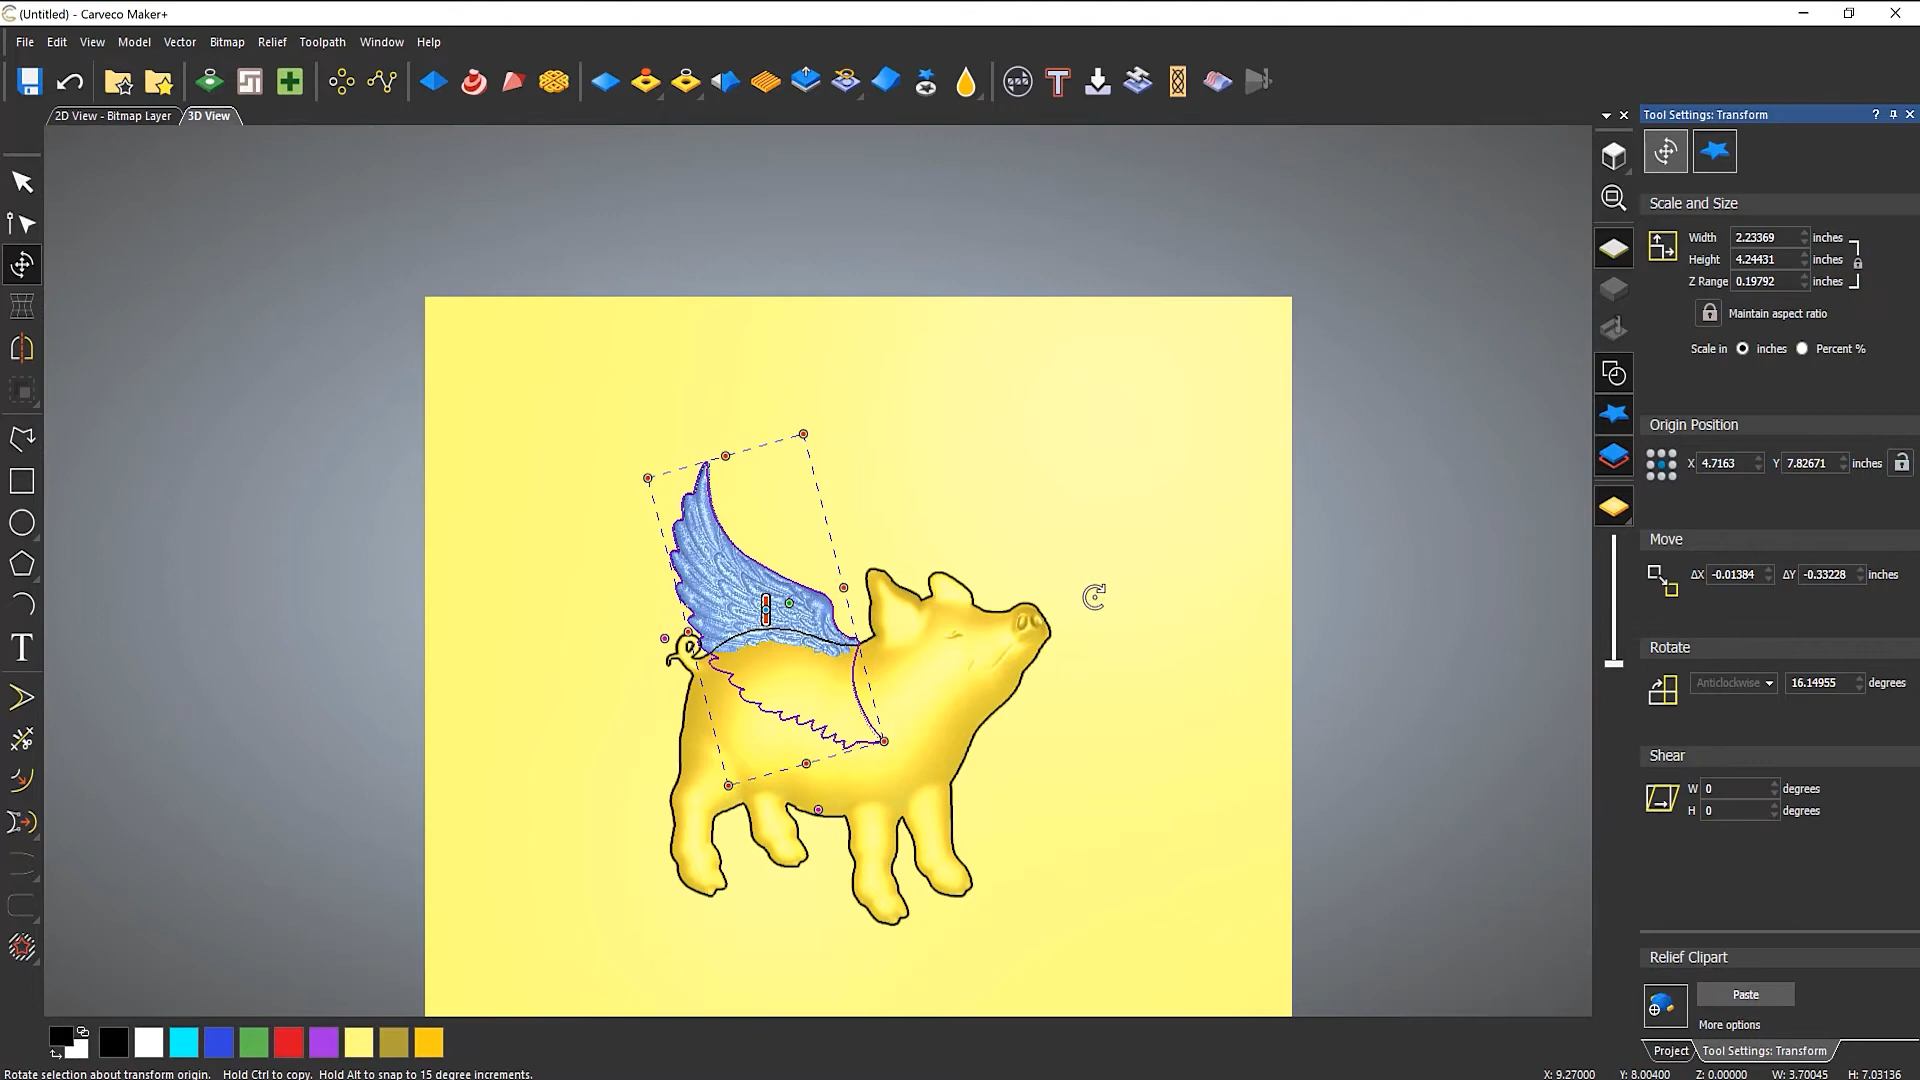 (Untitled) - Carveco Maker+
File Edit View Model Vector Bitmap Relief Toolpath Window Help
2D View - Bitmap Layer 3D View
Tool Settings: Transform
Scale and Size
Width 2.23369 inches
Height 4.24431 inches
Z Range 0.19792 inches
Maintain aspect ratio
Scale in inches Percent %
Origin Position
X 4.7163 Y 7.82671 inches
Move
ΔX -0.01384 ΔY -0.33228 inches
Rotate
Anticlockwise 16.14955 degrees
Shear
W 0 degrees
H 0 degrees
Relief Clipart
Paste
More options
Project Tool Settings: Transform
Rotate selection about transform origin. Hold Ctrl to copy. Hold Alt to snap to 15 degree increments.
X: 9.27000 Y: 8.00400 Z: 0.00000 W: 3.70045 H: 7.03136